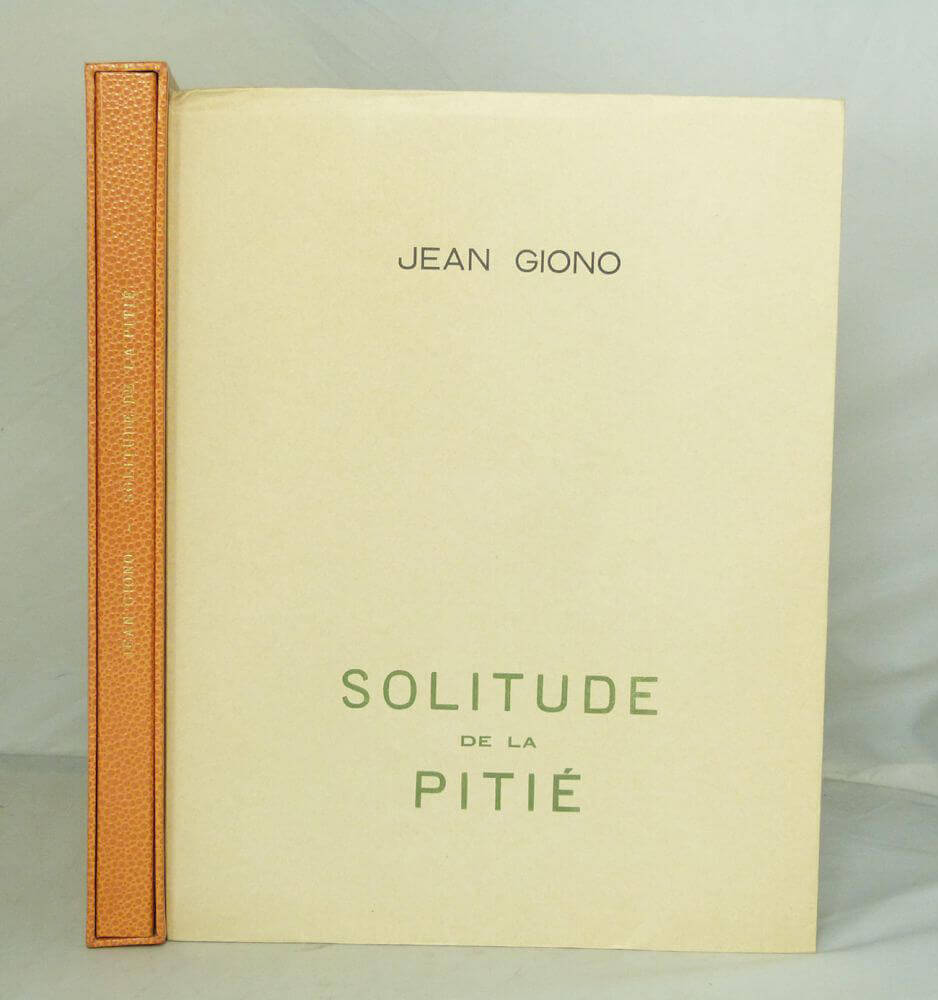 JEAN GIONO – SOLITUDE DE LA PITIÉ
JEAN GIONO
SOLITUDE
DE LA
PITIÉ